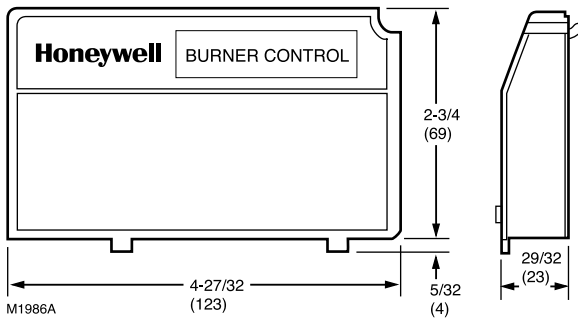 Honeywell
BURNER CONTROL
2-3/4
(69)
4-27/32
(123)
5/32
(4)
29/32
(23)
M1986A